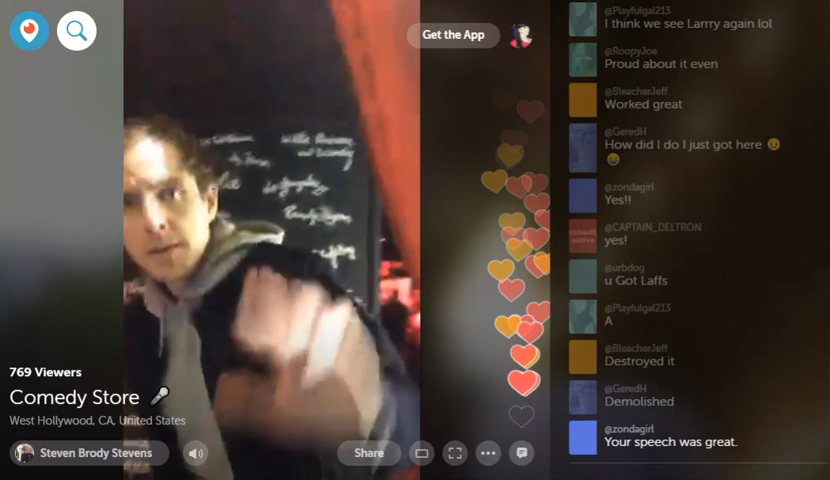 Get the App
769 Viewers
Comedy Store
West Hollywood, CA, United States
Steven Brody Stevens
Share
@Playfulgal213
I think we see Larrry again lol
@RoopyJoe
Proud about it even
@BleacherJeff
Worked great
@GeredH
How did I do I just got here 😢
😂
@zondagirl
Yes!!
@CAPTAIN_DELTRON
yes!
@urbdog
u Got Laffs
@Playfulgal213
A
@BleacherJeff
Destroyed it
@GeredH
Demolished
@zondagirl
Your speech was great.